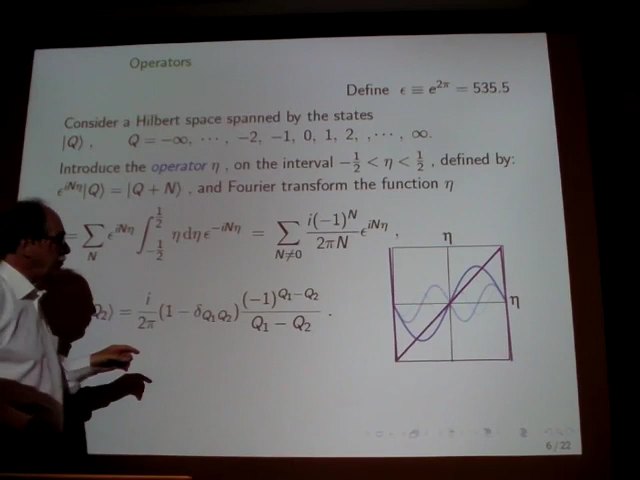 Operators
Define ϵ ≡ e^{2π} = 535.5
Consider a Hilbert space spanned by the states
|Q⟩ , Q = −∞, ··· , −2, −1, 0, 1, 2, , ··· , ∞.
Introduce the operator η , on the interval −1/2 < η < 1/2 , defined by:
ϵ^{iNη}|Q⟩ = |Q + N⟩ , and Fourier transform the function η
= ∑_N ϵ^{iNη} ∫_{−1/2}^{1/2} η dη ϵ^{−iNη} = ∑_{N≠0} i(−1)^N / 2πN ϵ^{iNη} ,
η
η
Q₂⟩ = i/2π (1 − δ_{Q₁Q₂}) (−1)^{Q₁−Q₂} / Q₁ − Q₂ .
6 / 22